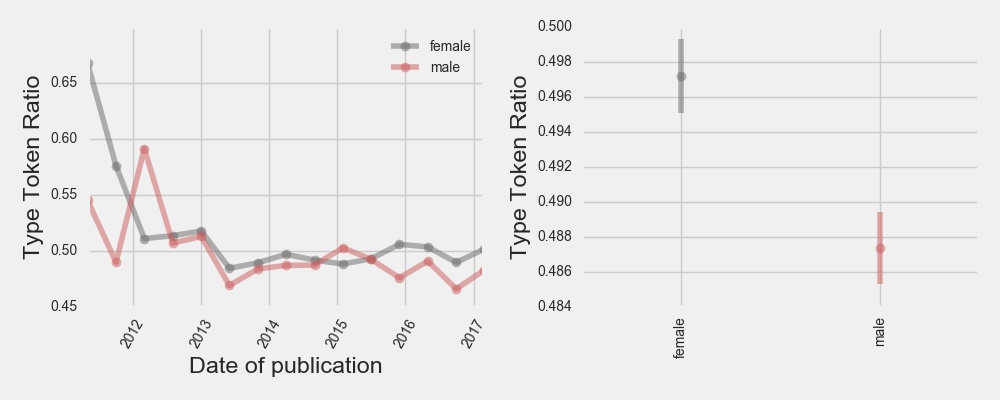 Type Token Ratio
0.65
0.60
0.55
0.50
0.45
female
male
2012
2013
2014
2015
2016
2017
Date of publication
Type Token Ratio
0.500
0.498
0.496
0.494
0.492
0.490
0.488
0.486
0.484
female
male